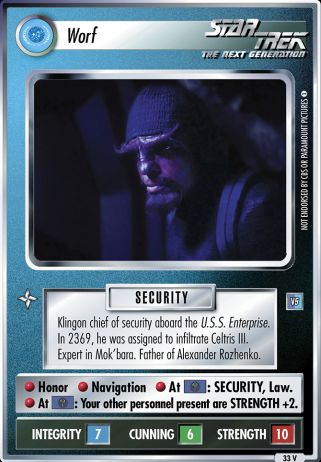 Worf
STAR TREK
THE NEXT GENERATION
NOT ENDORSED BY CBS OR PARAMOUNT PICTURES
SECURITY
VS
Klingon chief of security aboard the U.S.S. Enterprise.
In 2369, he was assigned to infiltrate Celtris III.
Expert in Mok'bara. Father of Alexander Rozhenko.
Honor Navigation At : SECURITY, Law.
At : Your other personnel present are STRENGTH +2.
INTEGRITY 7 CUNNING 6 STRENGTH 10
33 V